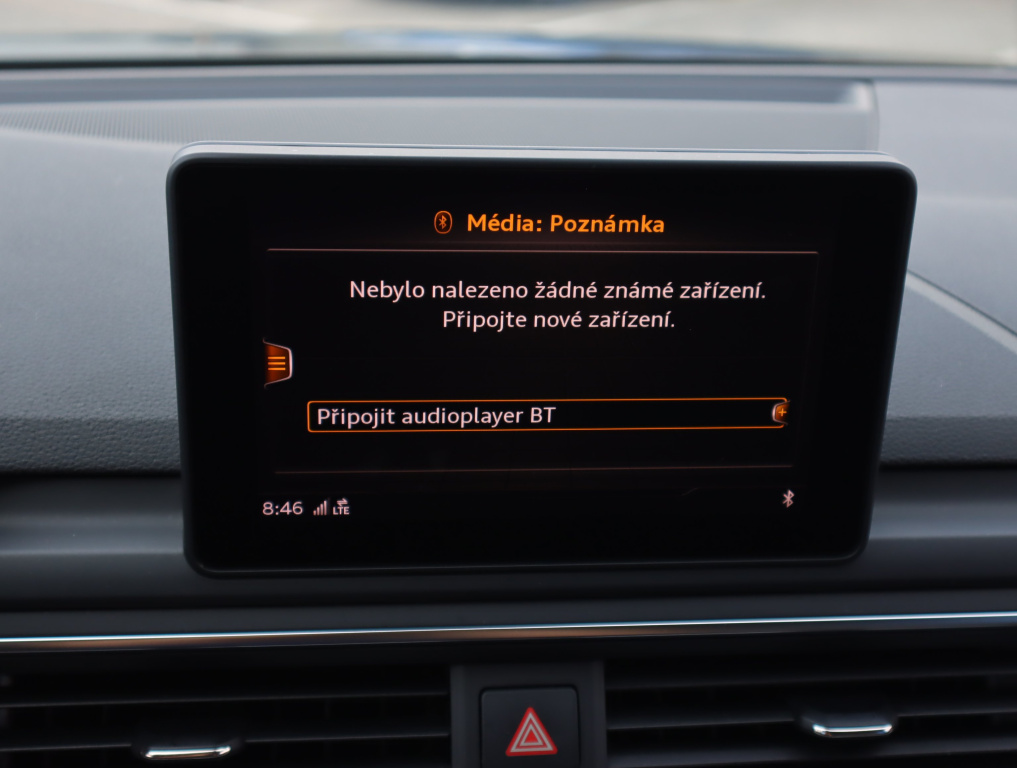 Média: Poznámka
Nebylo nalezeno žádné známé zařízení.
Připojte nové zařízení.
Připojit audioplayer BT
8:46 LTE